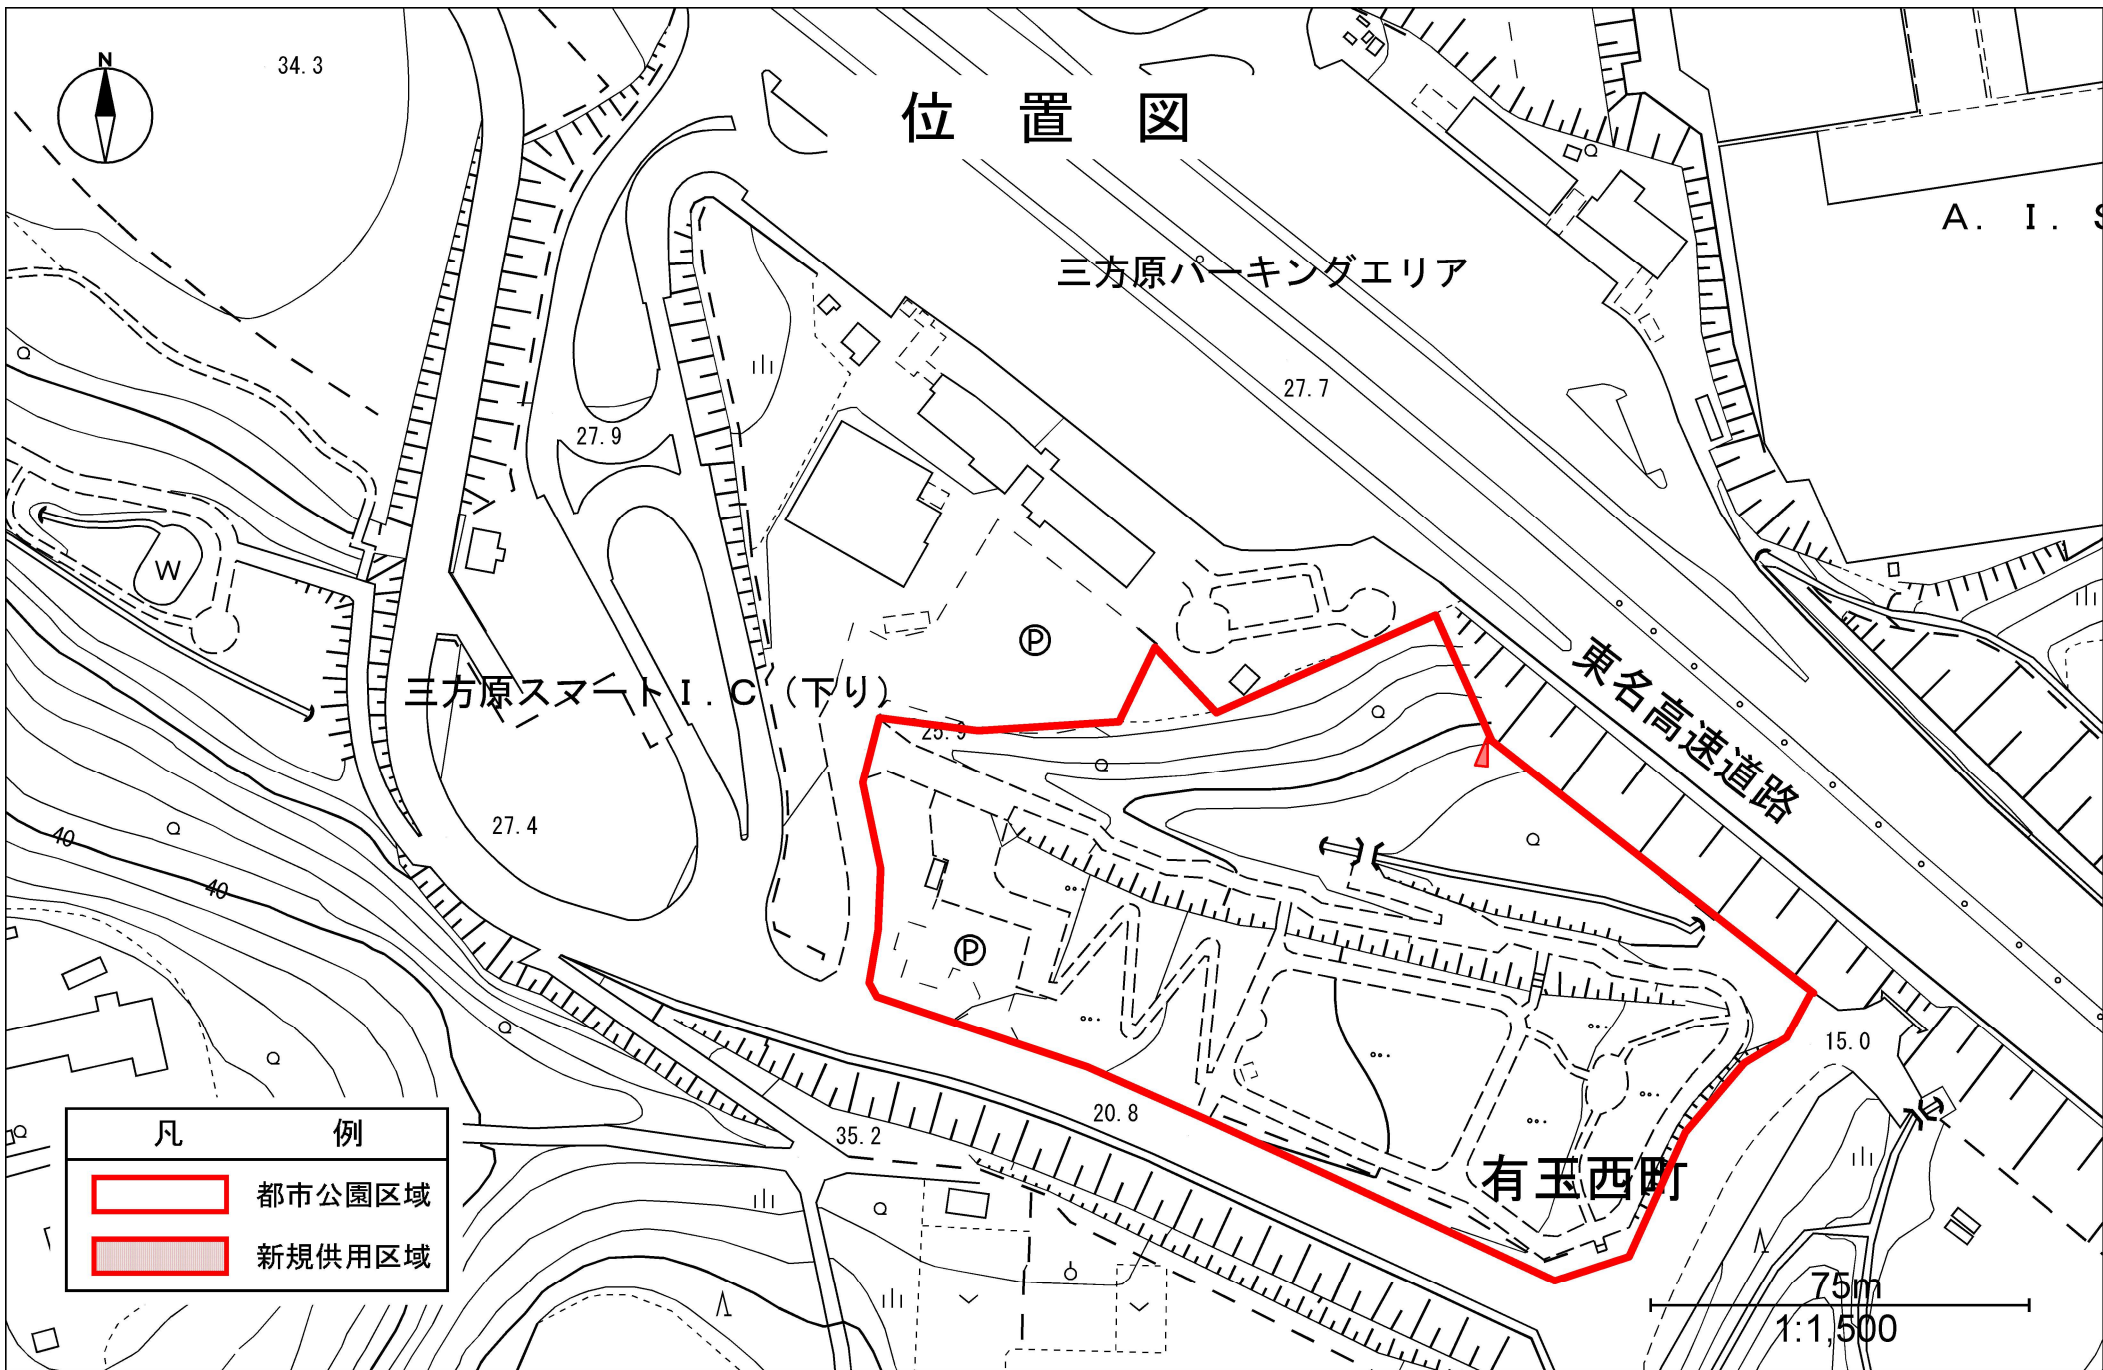 N
34.3
位置図
A. I. S
三方原パーキングエリア
27.7
27.9
W
Ⓟ
三方原スマートI.C(下り)
東名高速道路
25.9
27.4
40
40
Ⓟ
15.0
20.8
35.2
有玉西町
凡例
都市公園区域
新規供用区域
75m
1:1,500